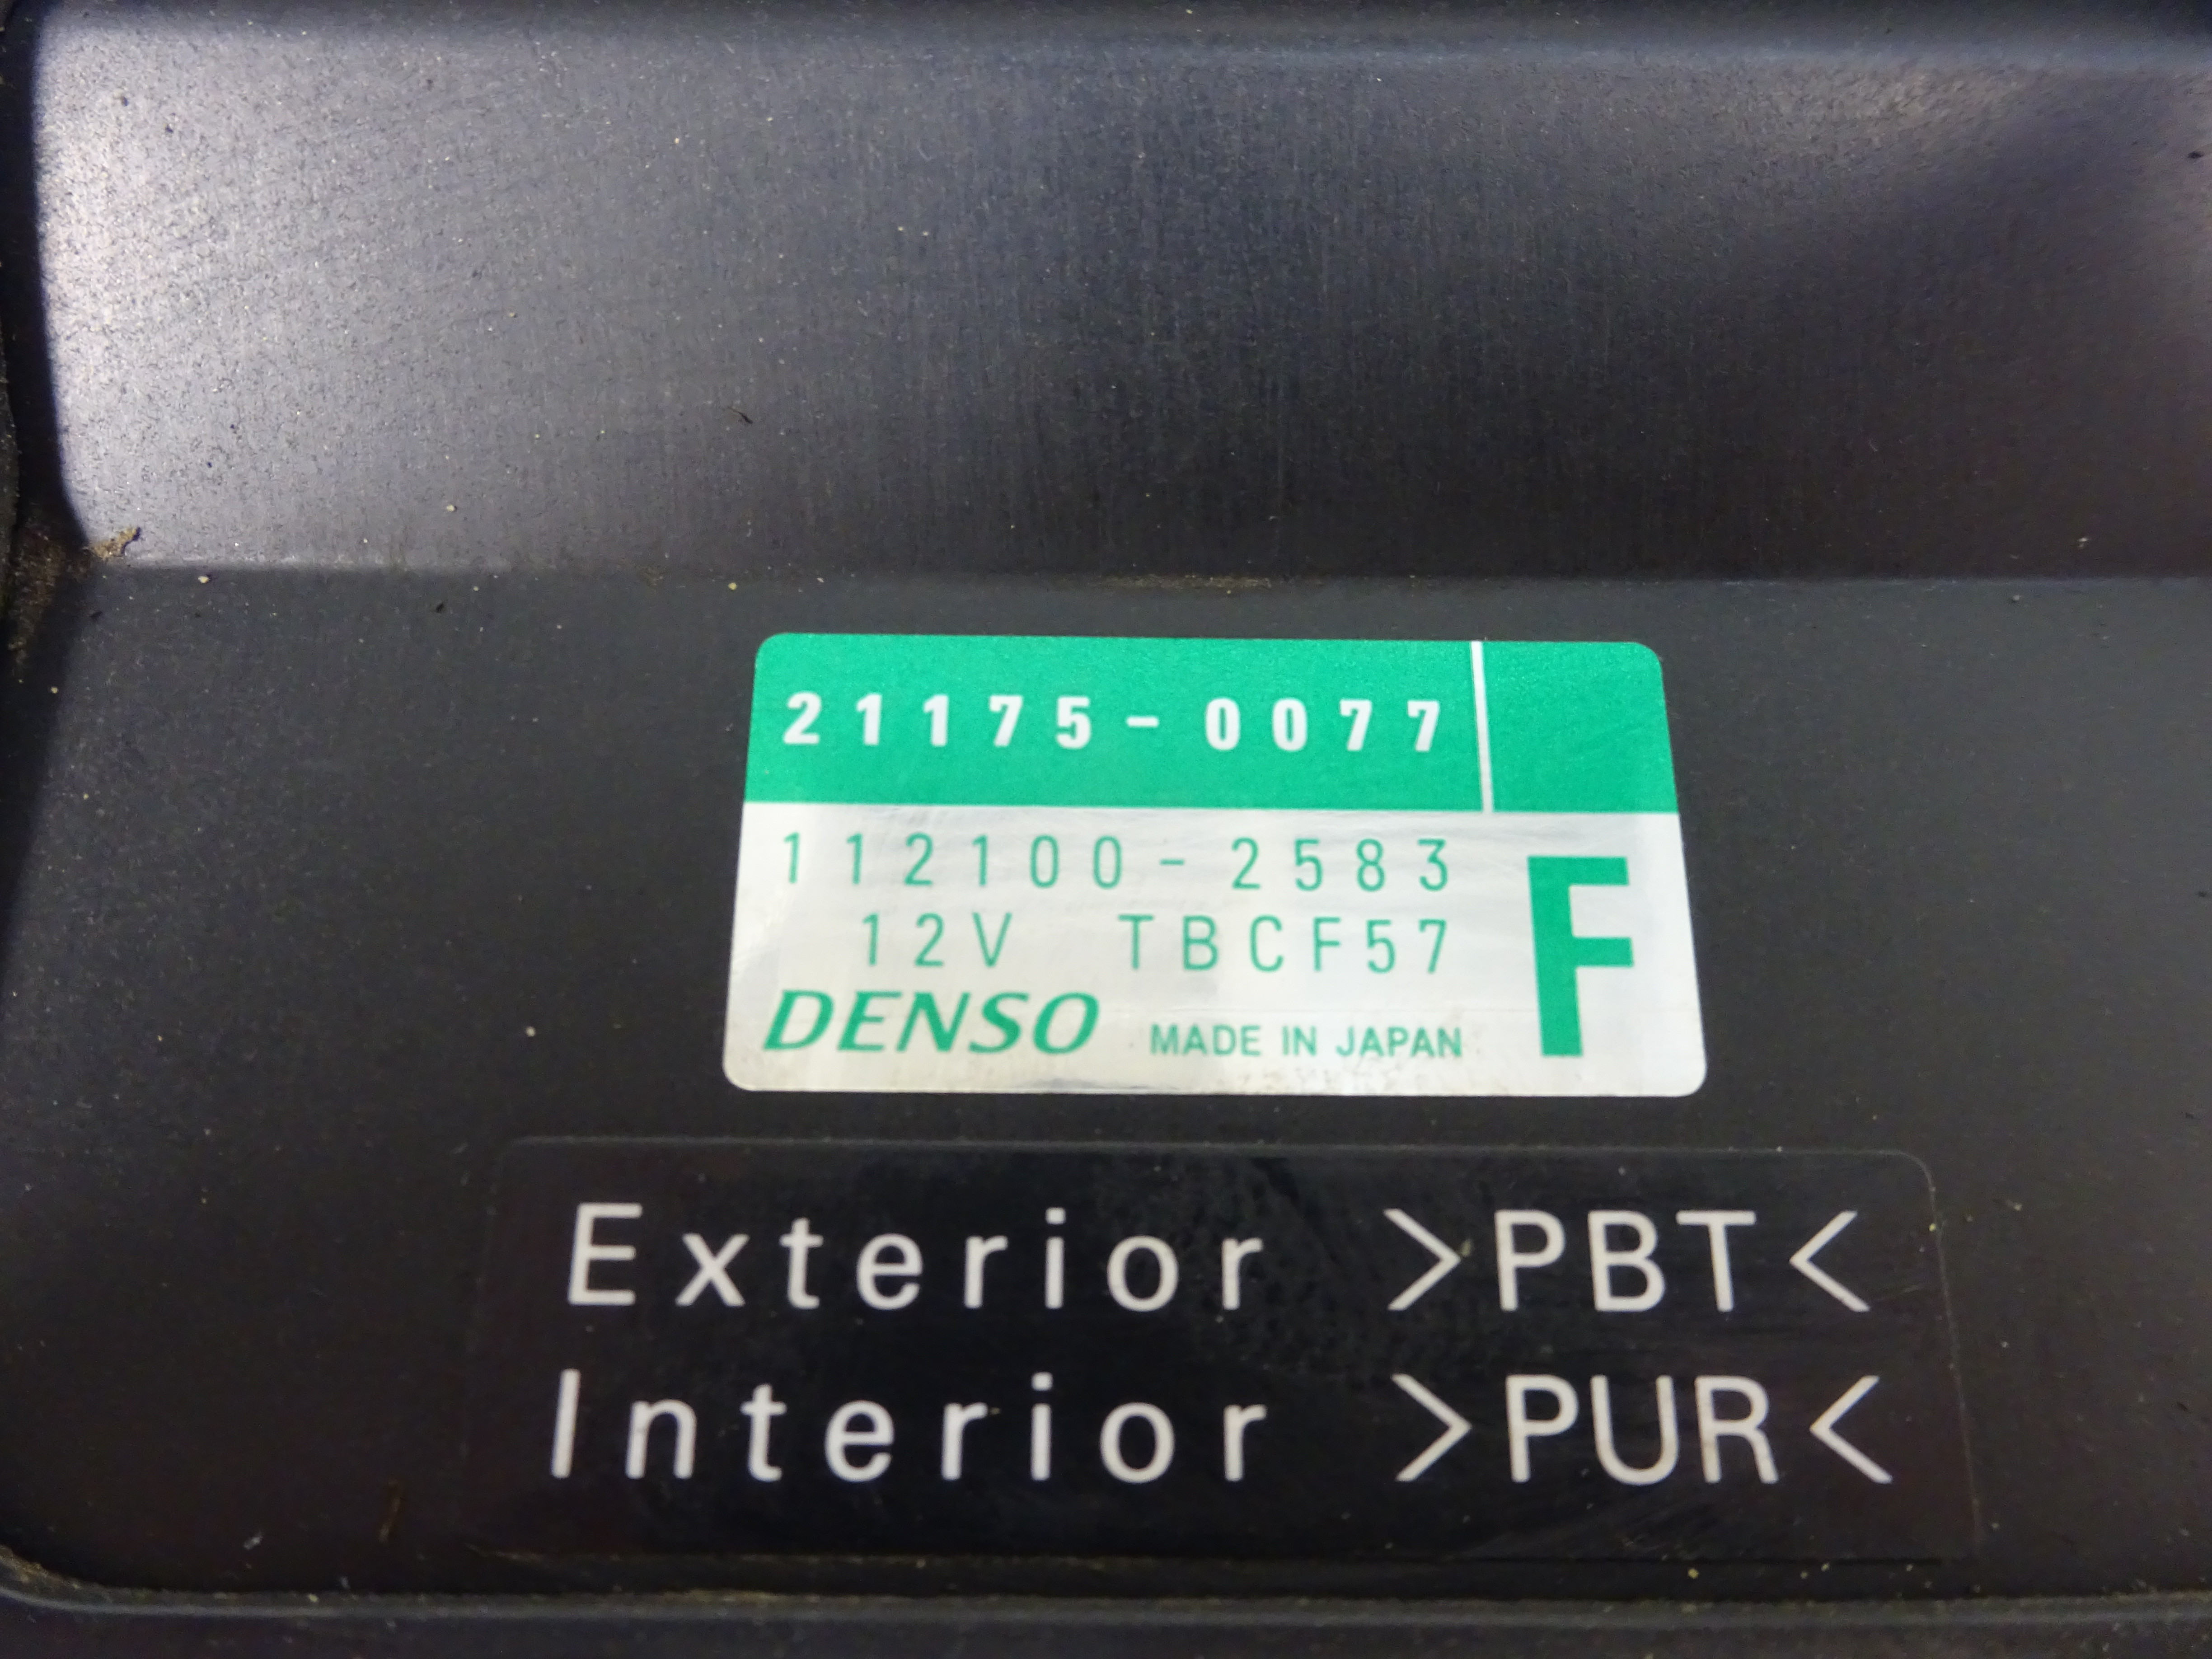 21175-0077
112100-2583
12V TBCF57
F
DENSO MADE IN JAPAN
Exterior >PBT<
Interior >PUR<